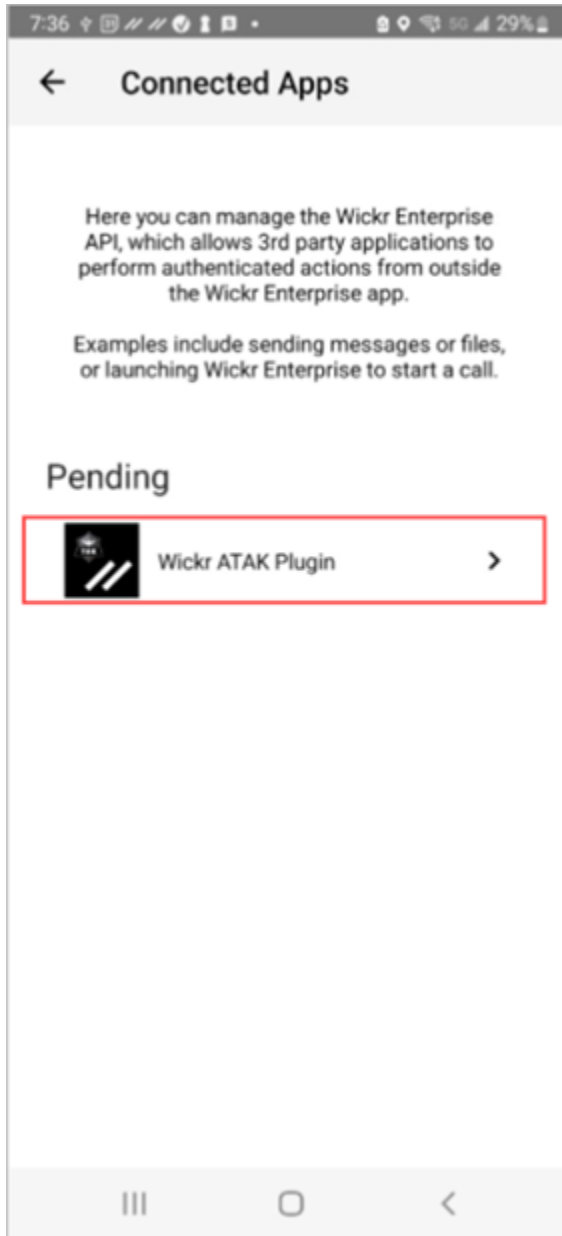 7:36 5G 29%
Connected Apps
Here you can manage the Wickr Enterprise
API, which allows 3rd party applications to
perform authenticated actions from outside
the Wickr Enterprise app.
Examples include sending messages or files,
or launching Wickr Enterprise to start a call.
Pending
TAK
Wickr ATAK Plugin